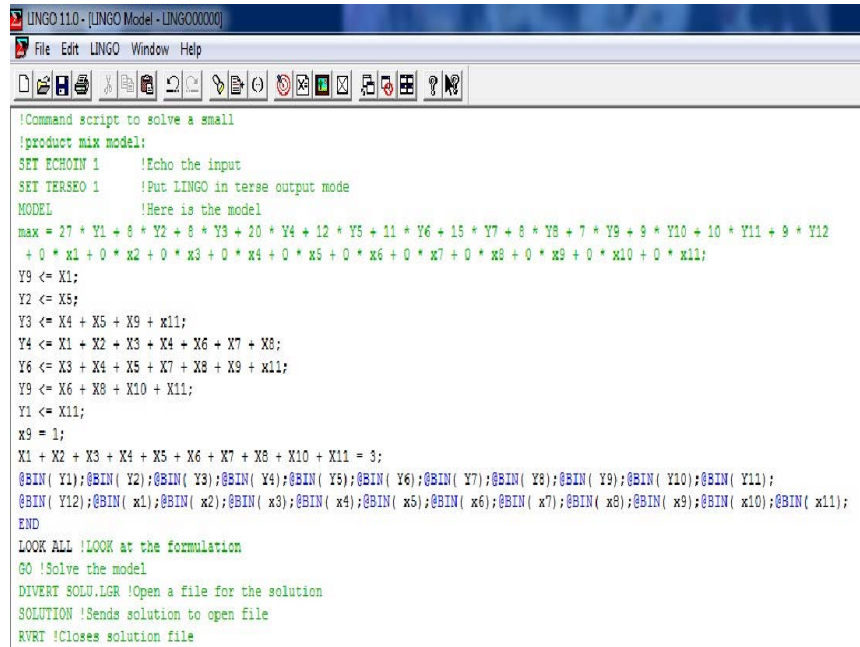 LINGO 11.0 - [LINGO Model - LINGO00000]
File Edit LINGO Window Help
!Command script to solve a small
!product mix model;
SET ECHOIN 1 !Echo the input
SET TERSEO 1 !Put LINGO in terse output mode
MODEL !Here is the model
max = 27 * Y1 + 8 * Y2 + 8 * Y3 + 20 * Y4 + 12 * Y5 + 11 * Y6 + 15 * Y7 + 8 * Y8 + 7 * Y9 + 9 * Y10 + 10 * Y11 + 9 * Y12
+ 0 * x1 + 0 * x2 + 0 * x3 + 0 * x4 + 0 * x5 + 0 * x6 + 0 * x7 + 0 * x8 + 0 * x9 + 0 * x10 + 0 * x11;
Y9 <= X1;
Y2 <= X5;
Y3 <= X4 + X5 + X9 + x11;
Y4 <= X1 + X2 + X3 + X4 + X6 + X7 + X8;
Y6 <= X3 + X4 + X5 + X7 + X8 + X9 + x11;
Y9 <= X6 + X8 + X10 + X11;
Y1 <= X11;
x9 = 1;
X1 + X2 + X3 + X4 + X5 + X6 + X7 + X8 + X10 + X11 = 3;
@BIN( Y1);@BIN( Y2);@BIN( Y3);@BIN( Y4);@BIN( Y5);@BIN( Y6);@BIN( Y7);@BIN( Y8);@BIN( Y9);@BIN( Y10);@BIN( Y11);
@BIN( Y12);@BIN( x1);@BIN( x2);@BIN( x3);@BIN( x4);@BIN( x5);@BIN( x6);@BIN( x7);@BIN( x8);@BIN( x9);@BIN( x10);@BIN( x11);
END
LOOK ALL !LOOK at the formulation
GO !Solve the model
DIVERT SOLU.LGR !Open a file for the solution
SOLUTION !Sends solution to open file
RVRT !Closes solution file